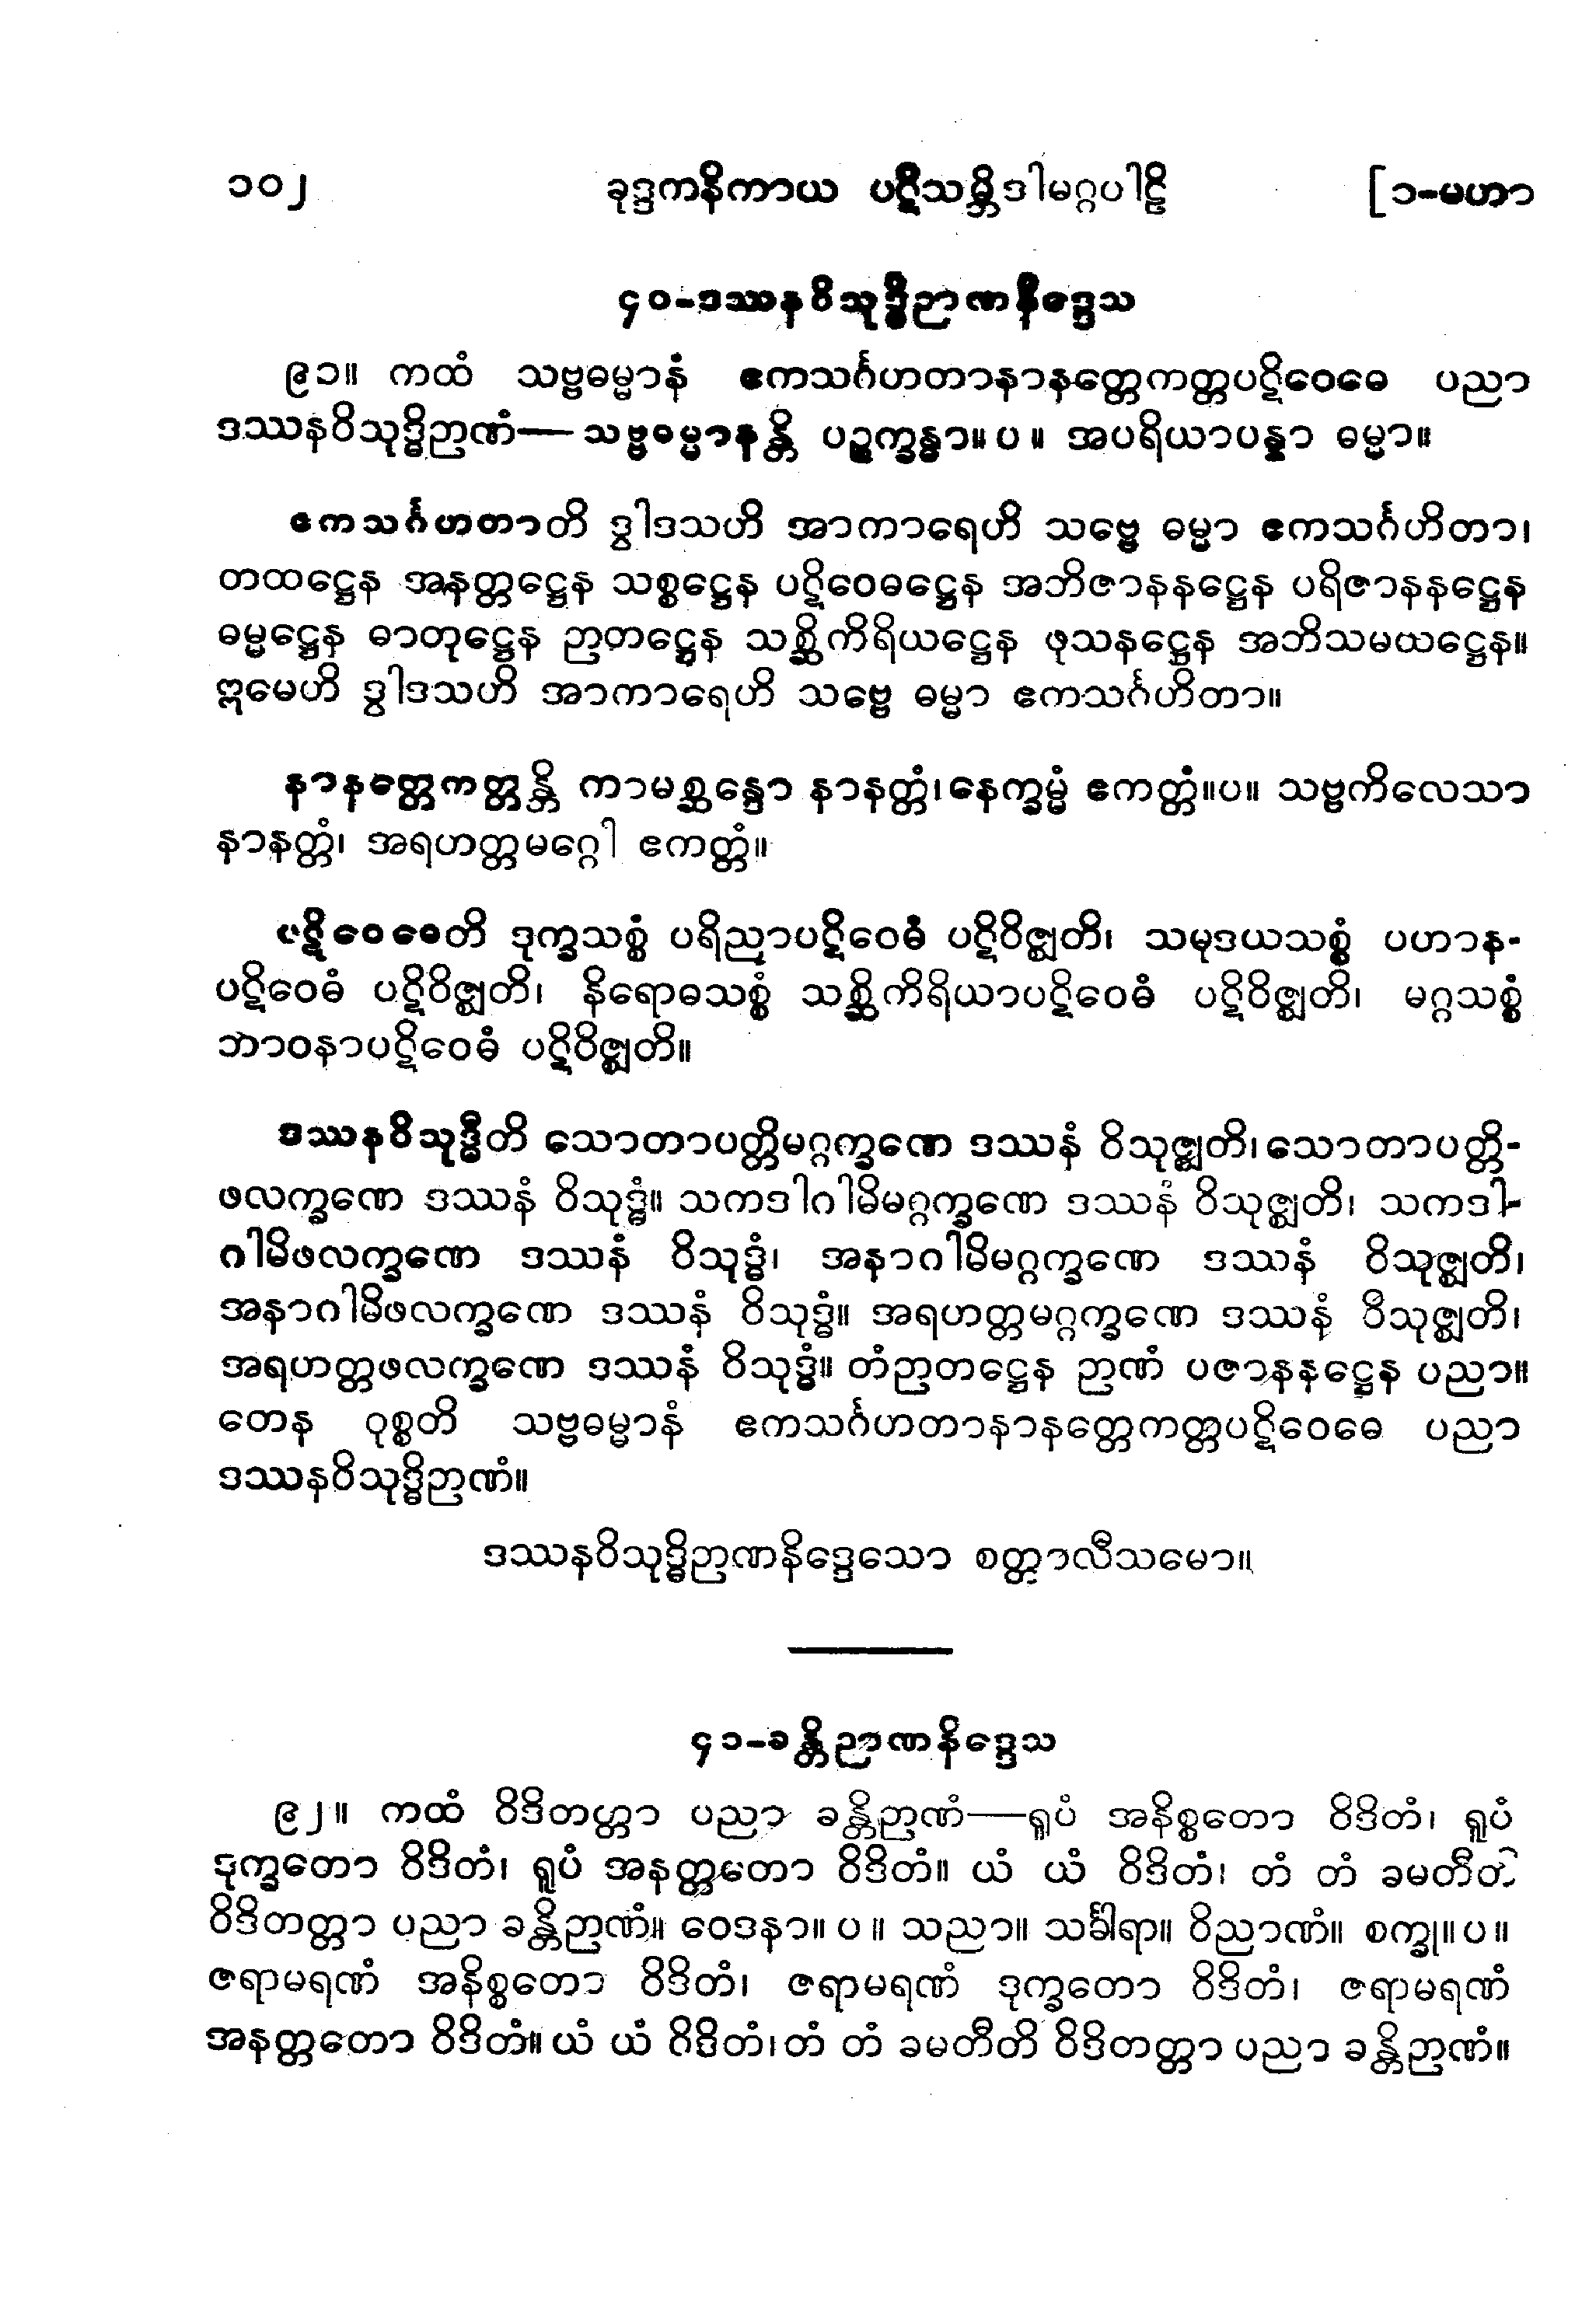 ၁၀၂ ခုဒ္ဒကနိကာယ ပဋိသမ္ဘိဒါမဂ္ဂပါဠိ [၁-မဟာ
၄၀-ဒဿနဝိသုဒ္ဓိဉာဏနိဒ္ဒေသ
၉၁။ ကထံ သဗ္ဗဓမ္မာနံ ဧကသင်္ဂဟတာနာနတ္တေကတ္တပဋိဝေဓေ ပညာ
ဒဿနဝိသုဒ္ဓိဉာဏံ—သဗ္ဗဓမ္မာနန္တိ ပဉ္စက္ခန္ဓာ။ပ။ အပရိယာပန္နာ ဓမ္မာ။
ဧကသင်္ဂဟတာတိ ဒွါဒသဟိ အာကာရေဟိ သဗ္ဗေ ဓမ္မာ ဧကသင်္ဂဟိတာ၊
တထဋ္ဌေန အနတ္တဋ္ဌေန သစ္စဋ္ဌေန ပဋိဝေဓဋ္ဌေန အဘိဇာနနဋ္ဌေန ပရိဇာနနဋ္ဌေန
ဓမ္မဋ္ဌေန ဓာတုဋ္ဌေန ဉာတဋ္ဌေန သစ္ဆိကိရိယဋ္ဌေန ဖုသနဋ္ဌေန အဘိသမယဋ္ဌေန။
ဣမေဟိ ဒွါဒသဟိ အာကာရေဟိ သဗ္ဗေ ဓမ္မာ ဧကသင်္ဂဟိတာ။
နာနတ္တေကတ္တန္တိ ကာမစ္ဆန္ဒော နာနတ္တံ၊ နေက္ခမ္မံ ဧကတ္တံ။ပ။ သဗ္ဗကိလေသာ
နာနတ္တံ၊ အရဟတ္တမဂ္ဂေါ ဧကတ္တံ။
ပဋိဝေဓေတိ ဒုက္ခသစ္စံ ပရိညာပဋိဝေဓံ ပဋိဝိဇ္ဈတိ၊ သမုဒယသစ္စံ ပဟာန-
ပဋိဝေဓံ ပဋိဝိဇ္ဈတိ၊ နိရောဓသစ္စံ သစ္ဆိကိရိယာပဋိဝေဓံ ပဋိဝိဇ္ဈတိ၊ မဂ္ဂသစ္စံ
ဘာဝနာပဋိဝေဓံ ပဋိဝိဇ္ဈတိ။
ဒဿနဝိသုဒ္ဓီတိ သောတာပတ္တိမဂ္ဂက္ခဏေ ဒဿနံ ဝိသုဇ္ဈတိ၊ သောတာပတ္တိ-
ဖလက္ခဏေ ဒဿနံ ဝိသုဒ္ဓံ။ သကဒါဂါမိမဂ္ဂက္ခဏေ ဒဿနံ ဝိသုဇ္ဈတိ၊ သကဒါ-
ဂါမိဖလက္ခဏေ ဒဿနံ ဝိသုဒ္ဓံ၊ အနာဂါမိမဂ္ဂက္ခဏေ ဒဿနံ ဝိသုဇ္ဈတိ၊
အနာဂါမိဖလက္ခဏေ ဒဿနံ ဝိသုဒ္ဓံ။ အရဟတ္တမဂ္ဂက္ခဏေ ဒဿနံ ဝိသုဇ္ဈတိ၊
အရဟတ္တဖလက္ခဏေ ဒဿနံ ဝိသုဒ္ဓံ။ တံဉာတဋ္ဌေန ဉာဏံ ပဇာနနဋ္ဌေန ပညာ။
တေန ဝုစ္စတိ သဗ္ဗဓမ္မာနံ ဧကသင်္ဂဟတာနာနတ္တေကတ္တပဋိဝေဓေ ပညာ
ဒဿနဝိသုဒ္ဓိဉာဏံ။
ဒဿနဝိသုဒ္ဓိဉာဏနိဒ္ဒေသော စတ္တာလီသမော။
၄၁-ခန္တိဉာဏနိဒ္ဒေသ
၉၂။ ကထံ ဝိဒိတတ္တာ ပညာ ခန္တိဉာဏံ—ရူပံ အနိစ္စတော ဝိဒိတံ၊ ရူပံ
ဒုက္ခတော ဝိဒိတံ၊ ရူပံ အနတ္တတော ဝိဒိတံ။ ယံ ယံ ဝိဒိတံ၊ တံ တံ ခမတီတိ
ဝိဒိတတ္တာ ပညာ ခန္တိဉာဏံ။ ဝေဒနာ။ပ။ သညာ။ သင်္ခါရာ။ ဝိညာဏံ။ စက္ခု။ပ။
ဇရာမရဏံ အနိစ္စတော ဝိဒိတံ၊ ဇရာမရဏံ ဒုက္ခတော ဝိဒိတံ၊ ဇရာမရဏံ
အနတ္တတော ဝိဒိတံ။ ယံ ယံ ဝိဒိတံ၊ တံ တံ ခမတီတိ ဝိဒိတတ္တာ ပညာ ခန္တိဉာဏံ။